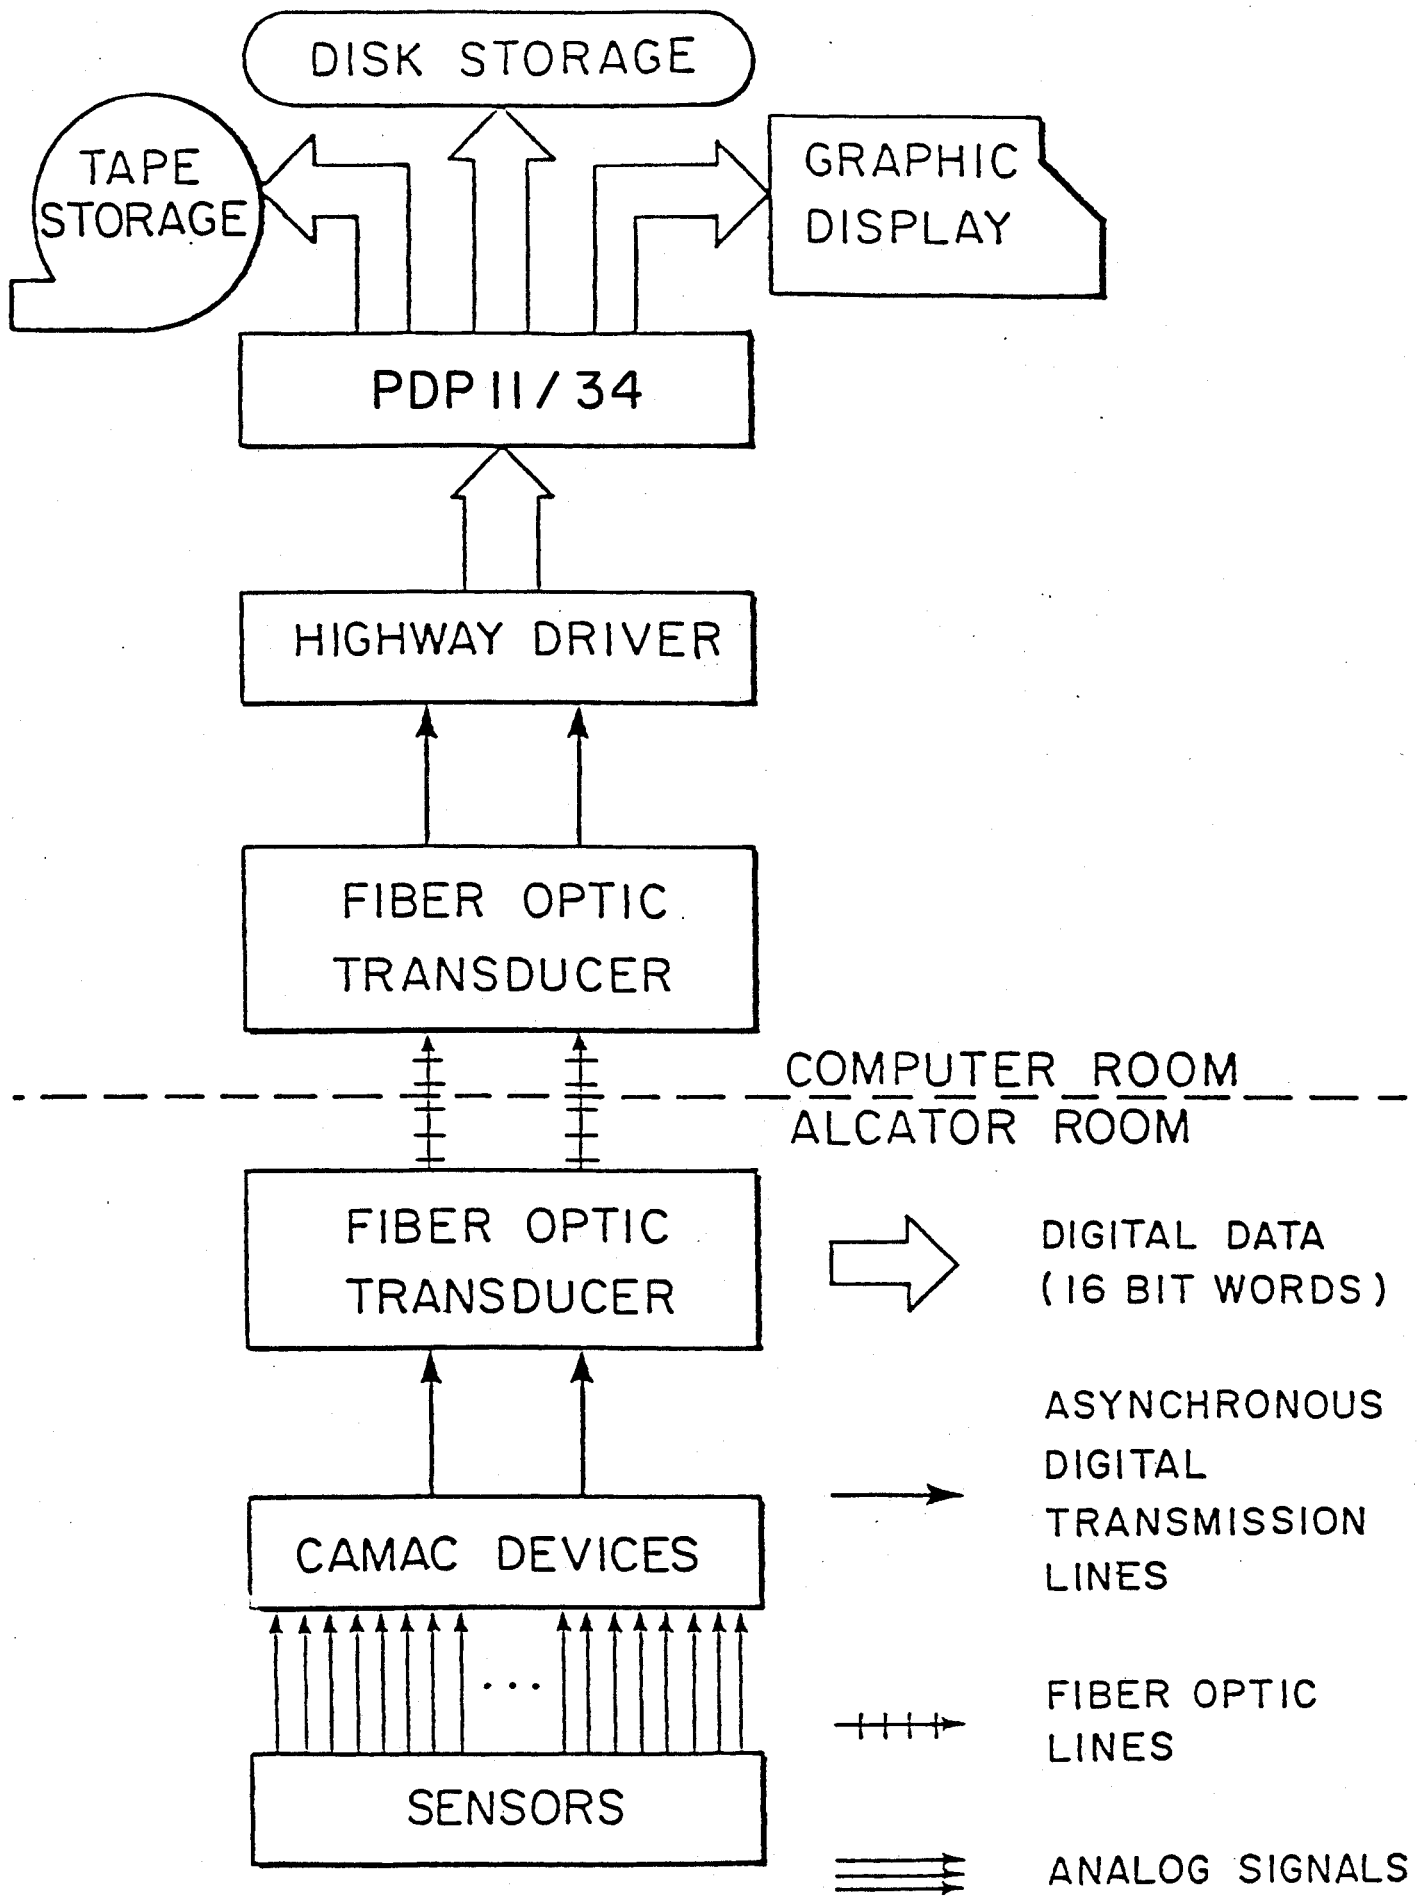 DISK STORAGE
TAPE
STORAGE
GRAPHIC
DISPLAY
PDP 11/34
HIGHWAY DRIVER
FIBER OPTIC
TRANSDUCER
COMPUTER ROOM
ALCATOR ROOM
FIBER OPTIC
TRANSDUCER
DIGITAL DATA
(16 BIT WORDS)
ASYNCHRONOUS
DIGITAL
TRANSMISSION
LINES
CAMAC DEVICES
...
FIBER OPTIC
LINES
SENSORS
ANALOG SIGNALS